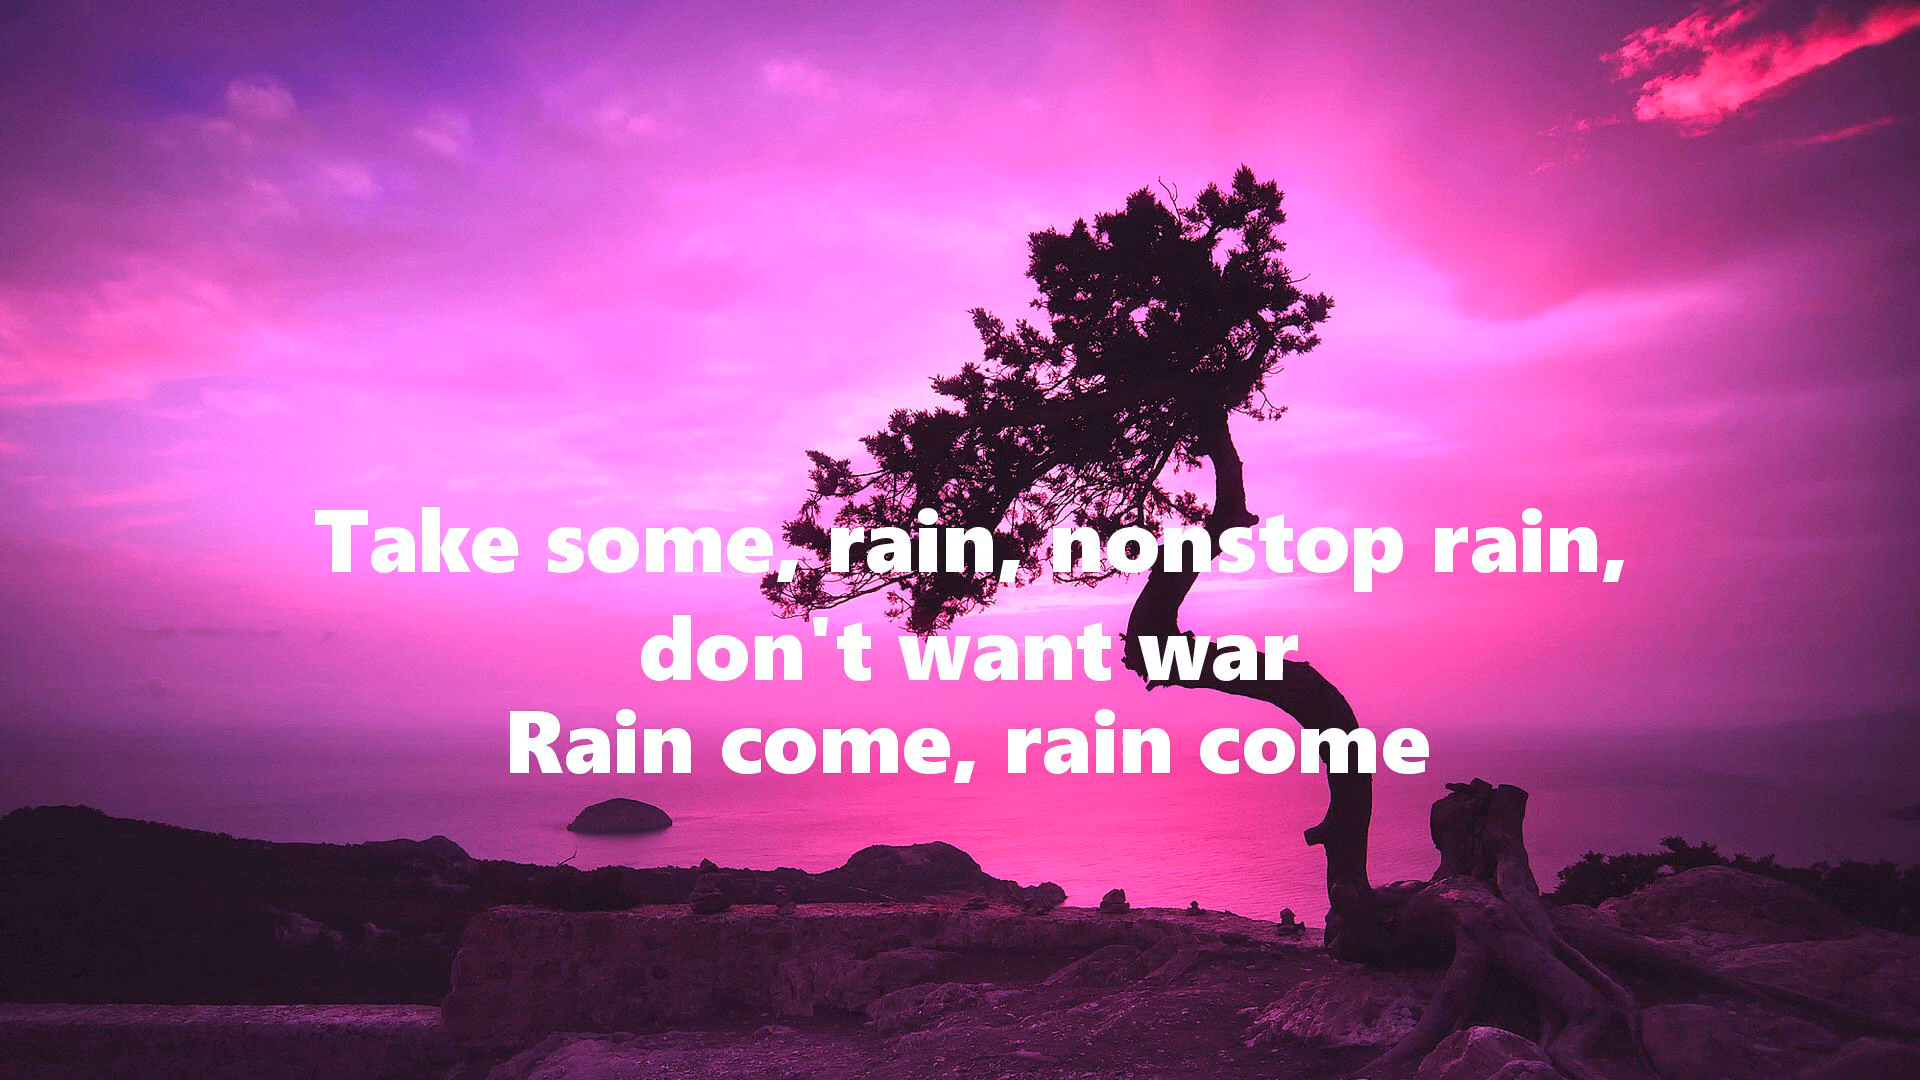 Take some, rain, nonstop rain,
don't want war
Rain come, rain come